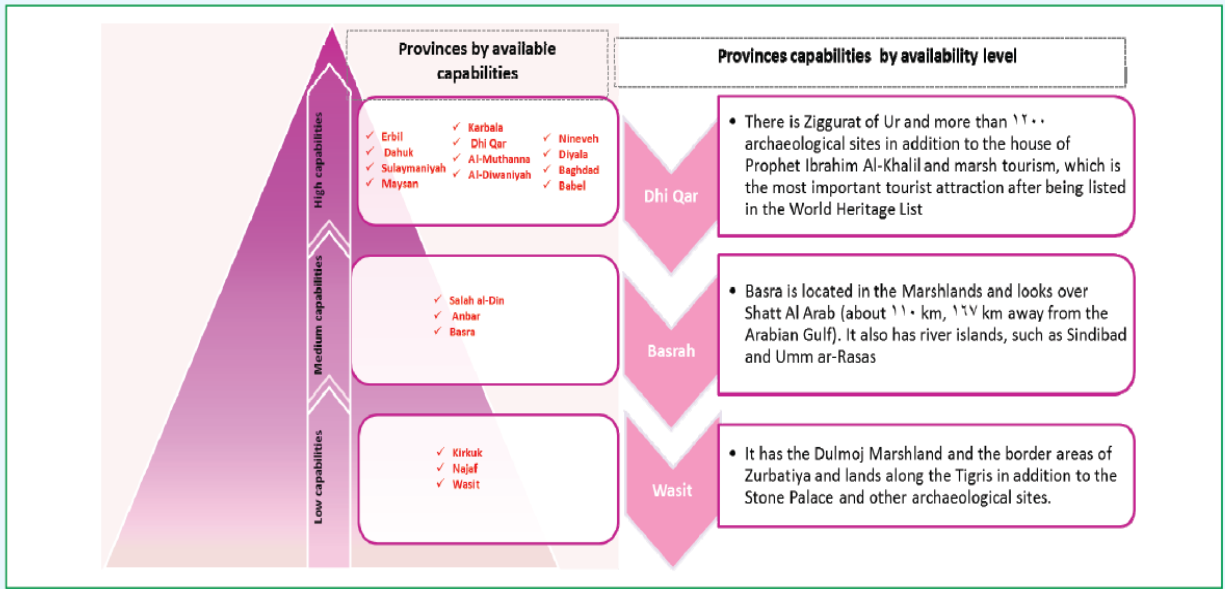 Provinces by available
capabilities
Provinces capabilities by availability level
High capabilities
✓ Erbil
✓ Dahuk
✓ Sulaymaniyah
✓ Maysan
✓ Karbala
✓ Dhi Qar
✓ Al-Muthanna
✓ Al-Diwaniyah
✓ Nineveh
✓ Diyala
✓ Baghdad
✓ Babel
Dhi Qar
• There is Ziggurat of Ur and more than ١٢٠٠
archaeological sites in addition to the house of
Prophet Ibrahim Al-Khalil and marsh tourism, which is
the most important tourist attraction after being listed
in the World Heritage List
Medium capabilities
✓ Salah al-Din
✓ Anbar
✓ Basra
Basrah
• Basra is located in the Marshlands and looks over
Shatt Al Arab (about ١١٠ km, ١٦٧ km away from the
Arabian Gulf). It also has river islands, such as Sindibad
and Umm ar-Rasas
Low capabilities
✓ Kirkuk
✓ Najaf
✓ Wasit
Wasit
• It has the Dulmoj Marshland and the border areas of
Zurbatiya and lands along the Tigris in addition to the
Stone Palace and other archaeological sites.